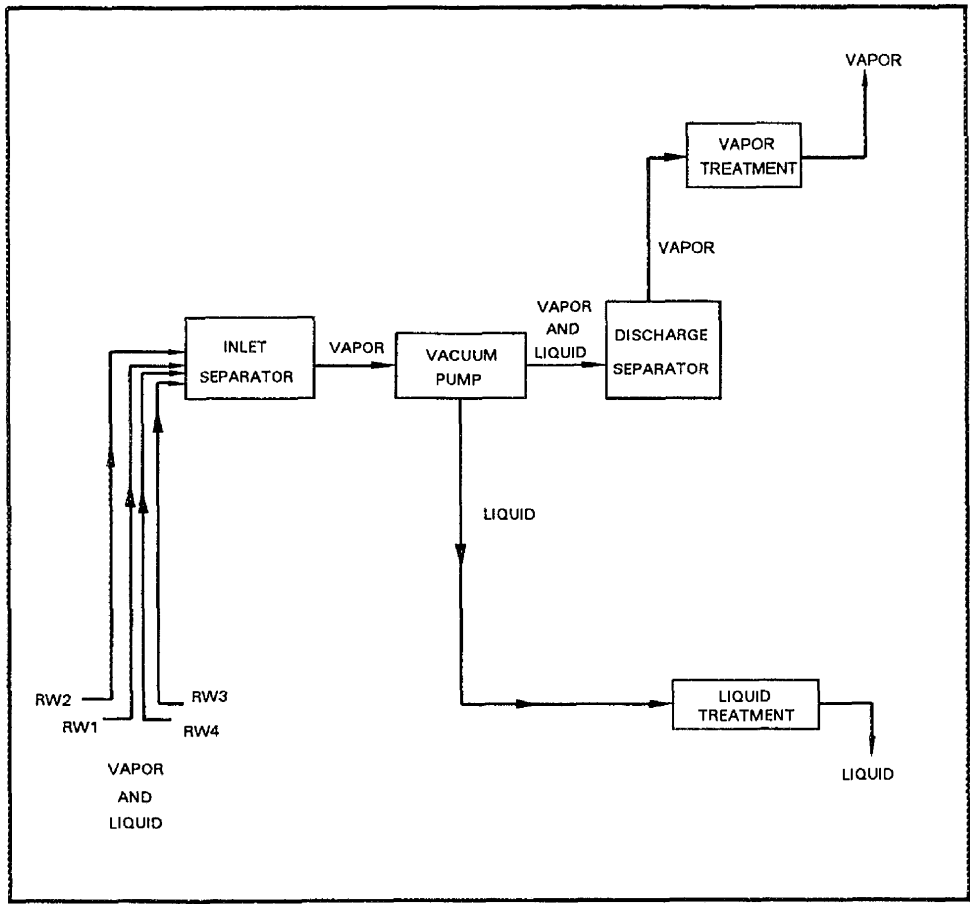 VAPOR
VAPOR
TREATMENT
VAPOR
VAPOR
AND
LIQUID
INLET
SEPARATOR
VAPOR
VACUUM
PUMP
DISCHARGE
SEPARATOR
LIQUID
RW2
RW1
RW3
RW4
VAPOR
AND
LIQUID
LIQUID
TREATMENT
LIQUID